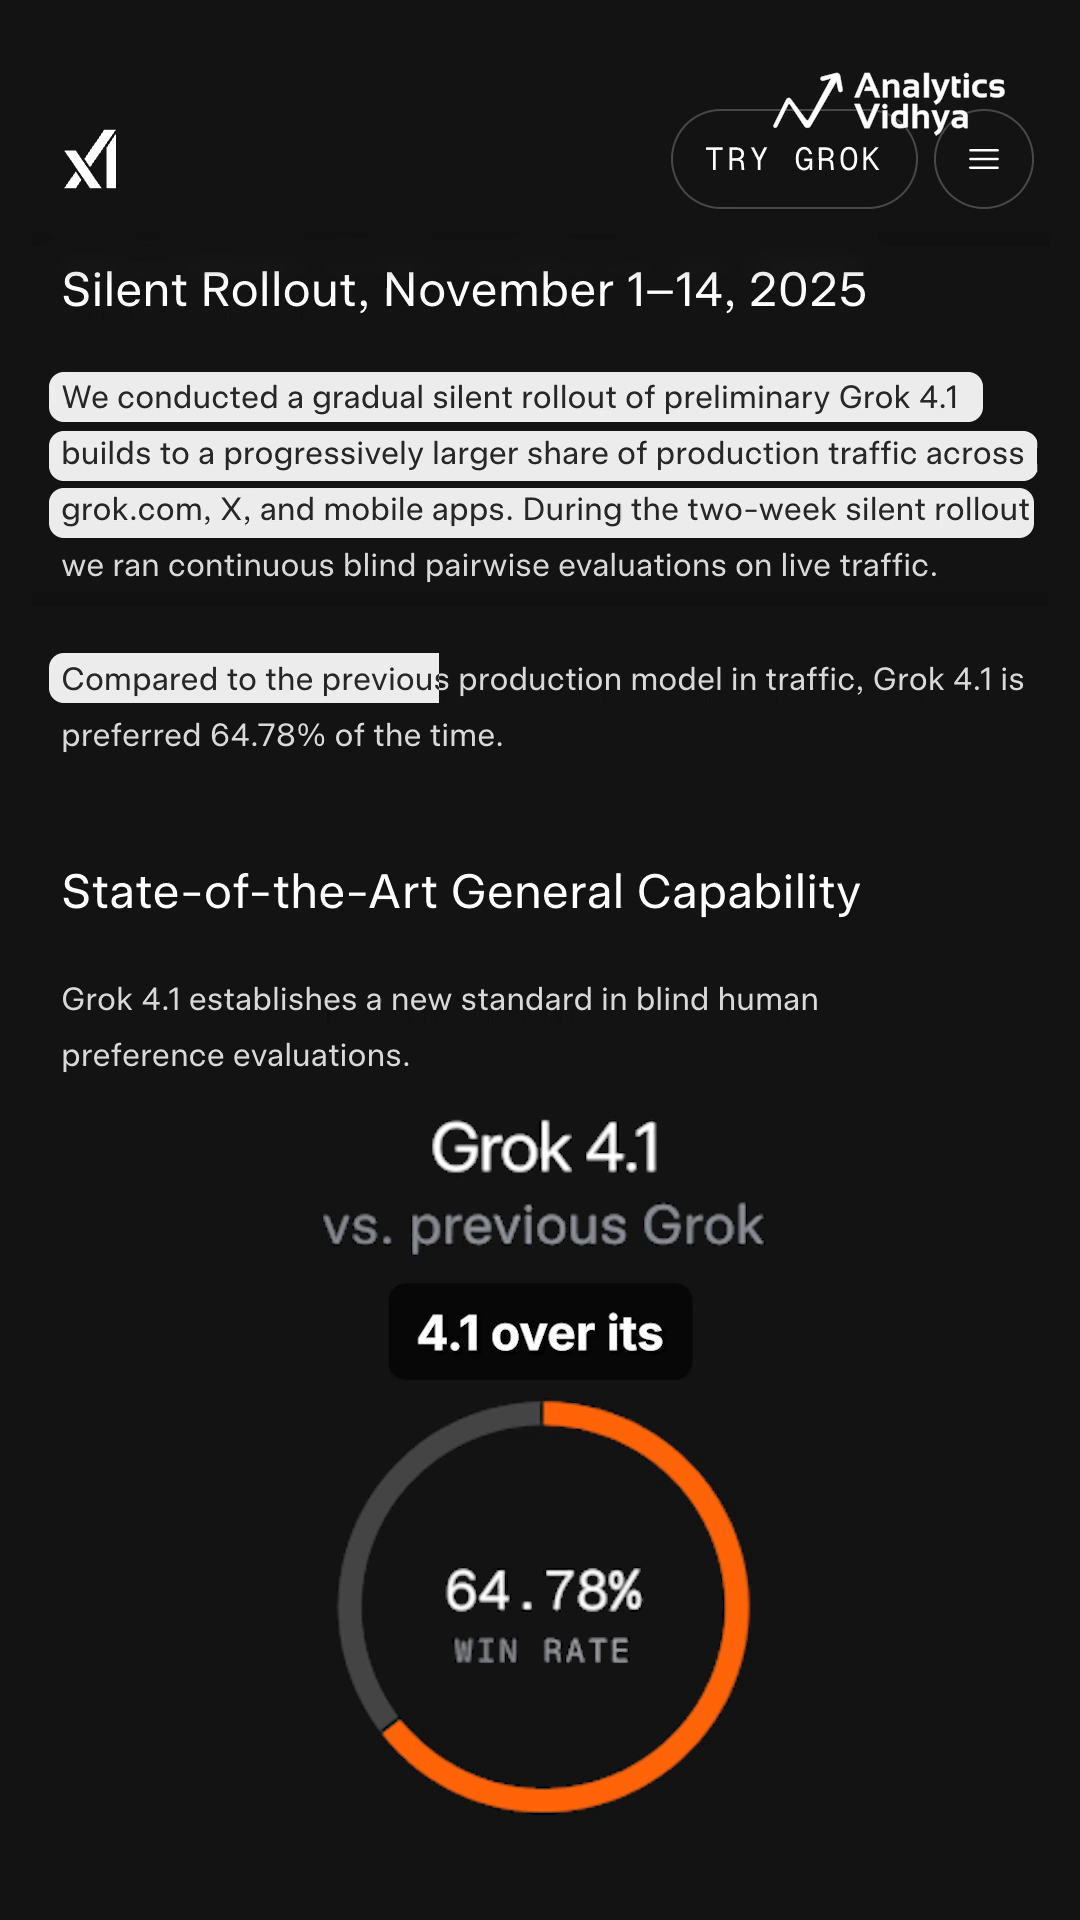 Analytics
Vidhya
xI
TRY GROK
Silent Rollout, November 1–14, 2025
We conducted a gradual silent rollout of preliminary Grok 4.1
builds to a progressively larger share of production traffic across
grok.com, X, and mobile apps. During the two-week silent rollout
we ran continuous blind pairwise evaluations on live traffic.
Compared to the previous production model in traffic, Grok 4.1 is
preferred 64.78% of the time.
State-of-the-Art General Capability
Grok 4.1 establishes a new standard in blind human
preference evaluations.
Grok 4.1
vs. previous Grok
4.1 over its
64.78%
WIN RATE